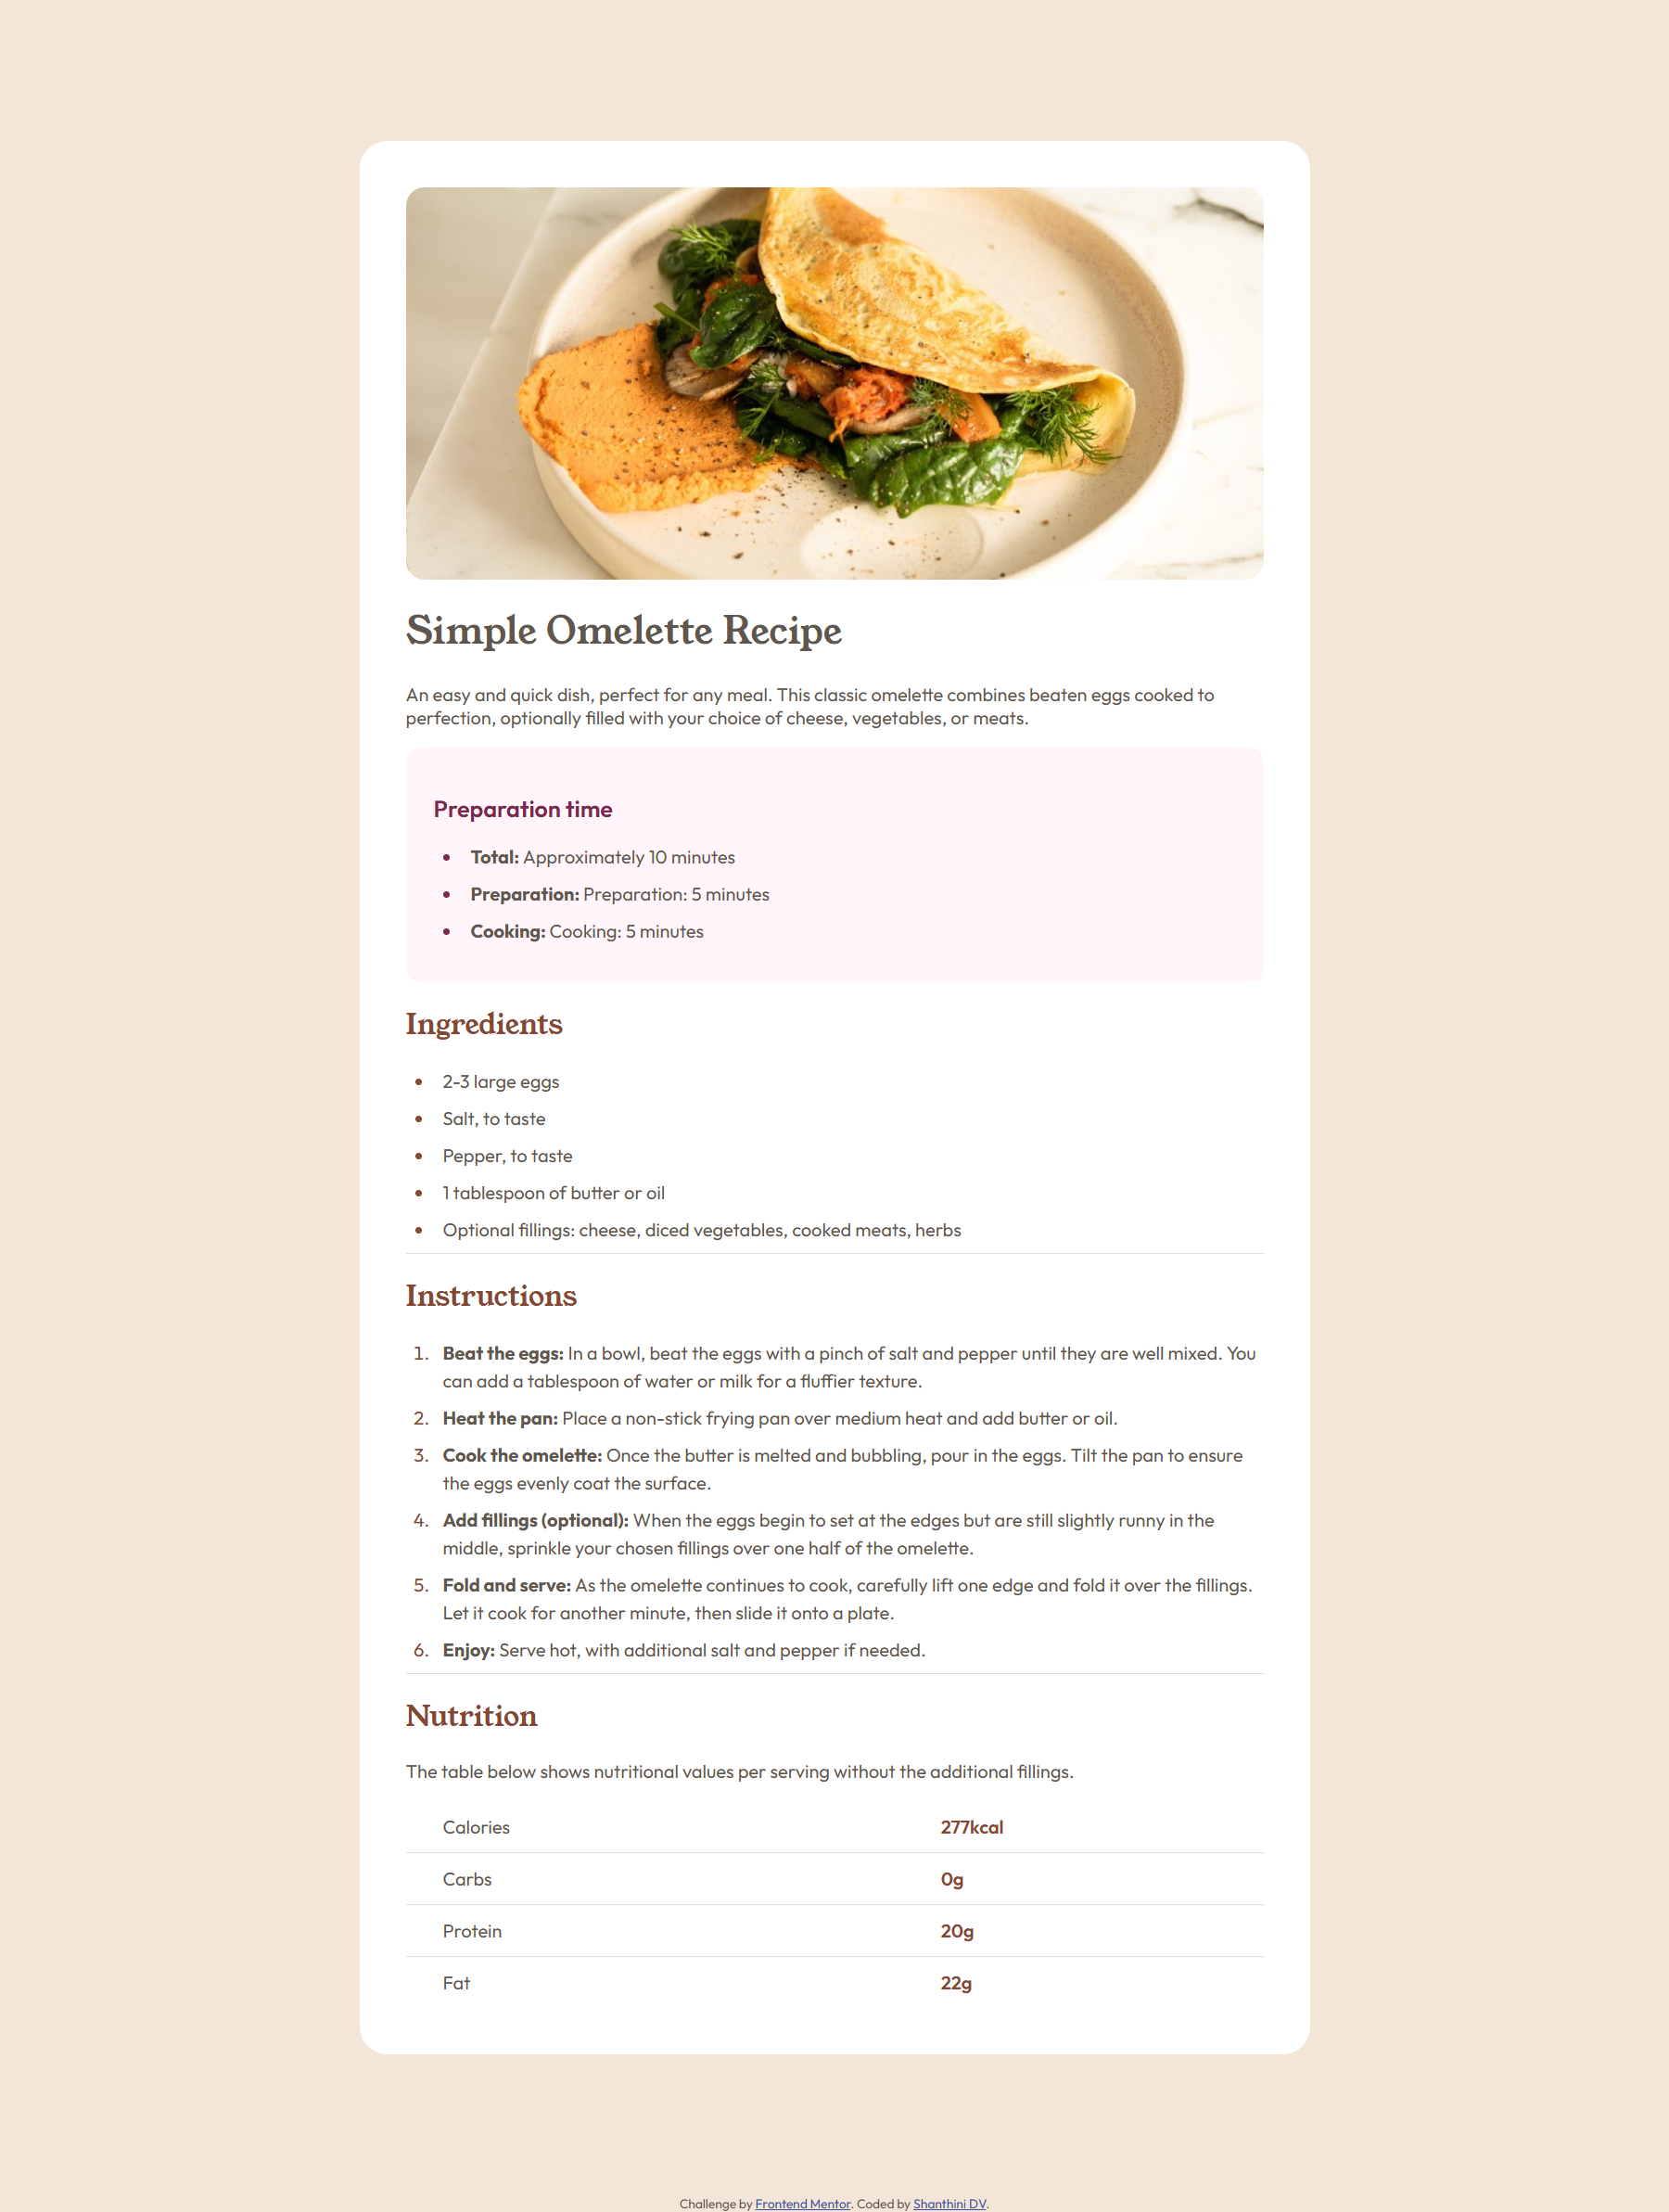 Simple Omelette Recipe
An easy and quick dish, perfect for any meal. This classic omelette combines beaten eggs cooked to
perfection, optionally filled with your choice of cheese, vegetables, or meats.
Preparation time
• Total: Approximately 10 minutes
• Preparation: Preparation: 5 minutes
• Cooking: Cooking: 5 minutes
Ingredients
• 2-3 large eggs
• Salt, to taste
• Pepper, to taste
• 1 tablespoon of butter or oil
• Optional fillings: cheese, diced vegetables, cooked meats, herbs
Instructions
1. Beat the eggs: In a bowl, beat the eggs with a pinch of salt and pepper until they are well mixed. You
can add a tablespoon of water or milk for a fluffier texture.
2. Heat the pan: Place a non-stick frying pan over medium heat and add butter or oil.
3. Cook the omelette: Once the butter is melted and bubbling, pour in the eggs. Tilt the pan to ensure
the eggs evenly coat the surface.
4. Add fillings (optional): When the eggs begin to set at the edges but are still slightly runny in the
middle, sprinkle your chosen fillings over one half of the omelette.
5. Fold and serve: As the omelette continues to cook, carefully lift one edge and fold it over the fillings.
Let it cook for another minute, then slide it onto a plate.
6. Enjoy: Serve hot, with additional salt and pepper if needed.
Nutrition
The table below shows nutritional values per serving without the additional fillings.
Calories 277kcal
Carbs 0g
Protein 20g
Fat 22g
Challenge by Frontend Mentor. Coded by Shanthini DV.